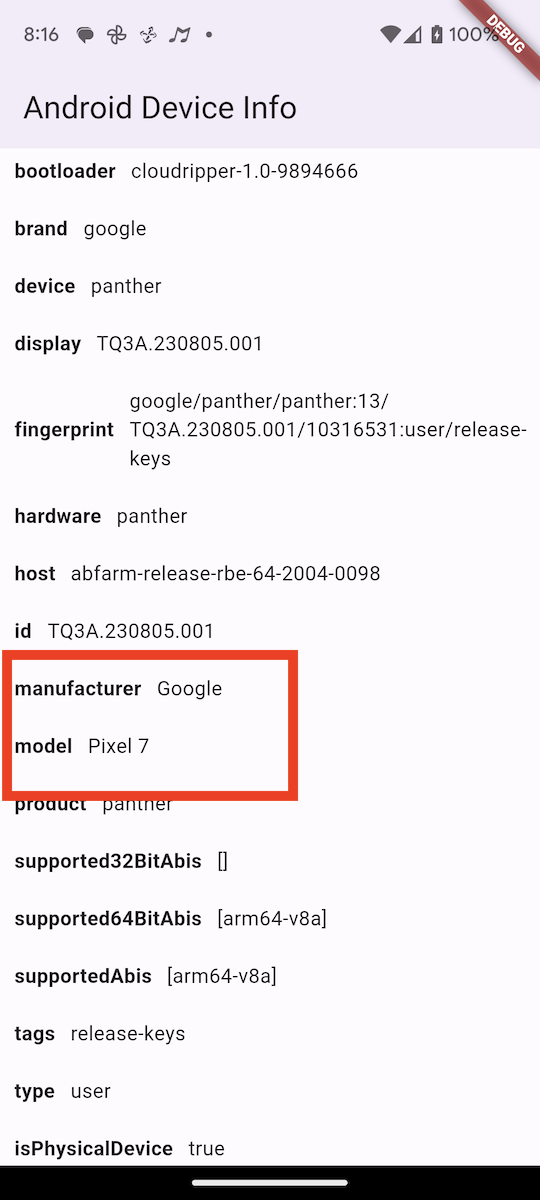 8:16
100%
DEBUG
Android Device Info
bootloader cloudripper-1.0-9894666
brand google
device panther
display TQ3A.230805.001
fingerprint google/panther/panther:13/
TQ3A.230805.001/10316531:user/release-
keys
hardware panther
host abfarm-release-rbe-64-2004-0098
id TQ3A.230805.001
manufacturer Google
model Pixel 7
product panther
supported32BitAbis []
supported64BitAbis [arm64-v8a]
supportedAbis [arm64-v8a]
tags release-keys
type user
isPhysicalDevice true